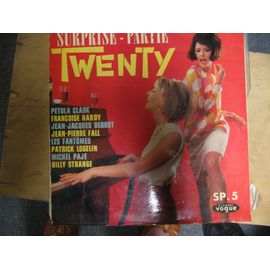 SURPRISE - PARTIE
TWENTY
PETULA CLARK
FRANCOISE HARDY
JEAN-JACQUES DEBOUT
JEAN-PIERRE FALL
LES FANTÔMES
PATRICK LOGELIN
MICHEL PAJE
BILLY STRANGE
SP. 5
vogue